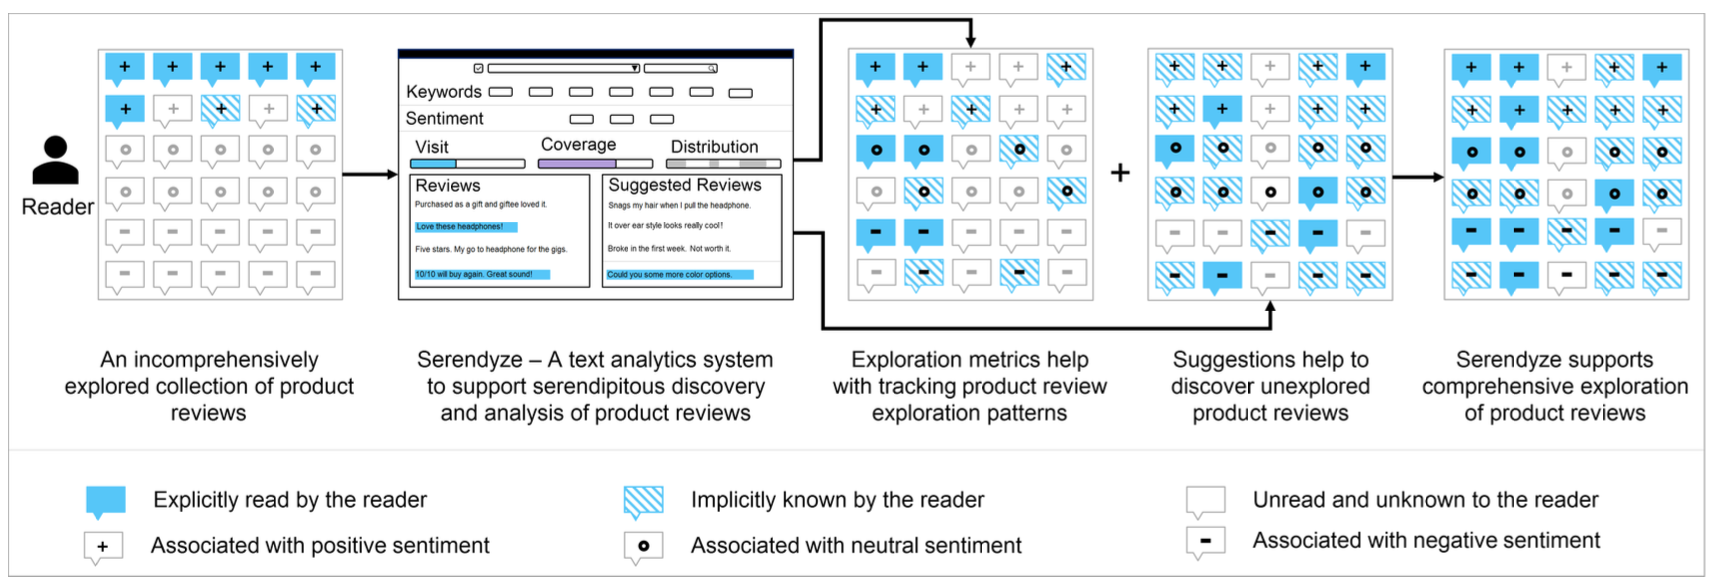 Reader
Keywords
Sentiment
Visit
Coverage
Distribution
Reviews
Purchased as a gift and giftee loved it.
Love these headphones!
Five stars. My go to headphone for the gigs.
10/10 will buy again. Great sound!
Suggested Reviews
Snags my hair when I pull the headphone.
It over ear style looks really cool!
Broke in the first week. Not worth it.
Could you some more color options.
+
An incomprehensively
explored collection of product
reviews
Serendyze – A text analytics system
to support serendipitous discovery
and analysis of product reviews
Exploration metrics help
with tracking product review
exploration patterns
Suggestions help to
discover unexplored
product reviews
Serendyze supports
comprehensive exploration
of product reviews
Explicitly read by the reader
Implicitly known by the reader
Unread and unknown to the reader
Associated with positive sentiment
Associated with neutral sentiment
Associated with negative sentiment